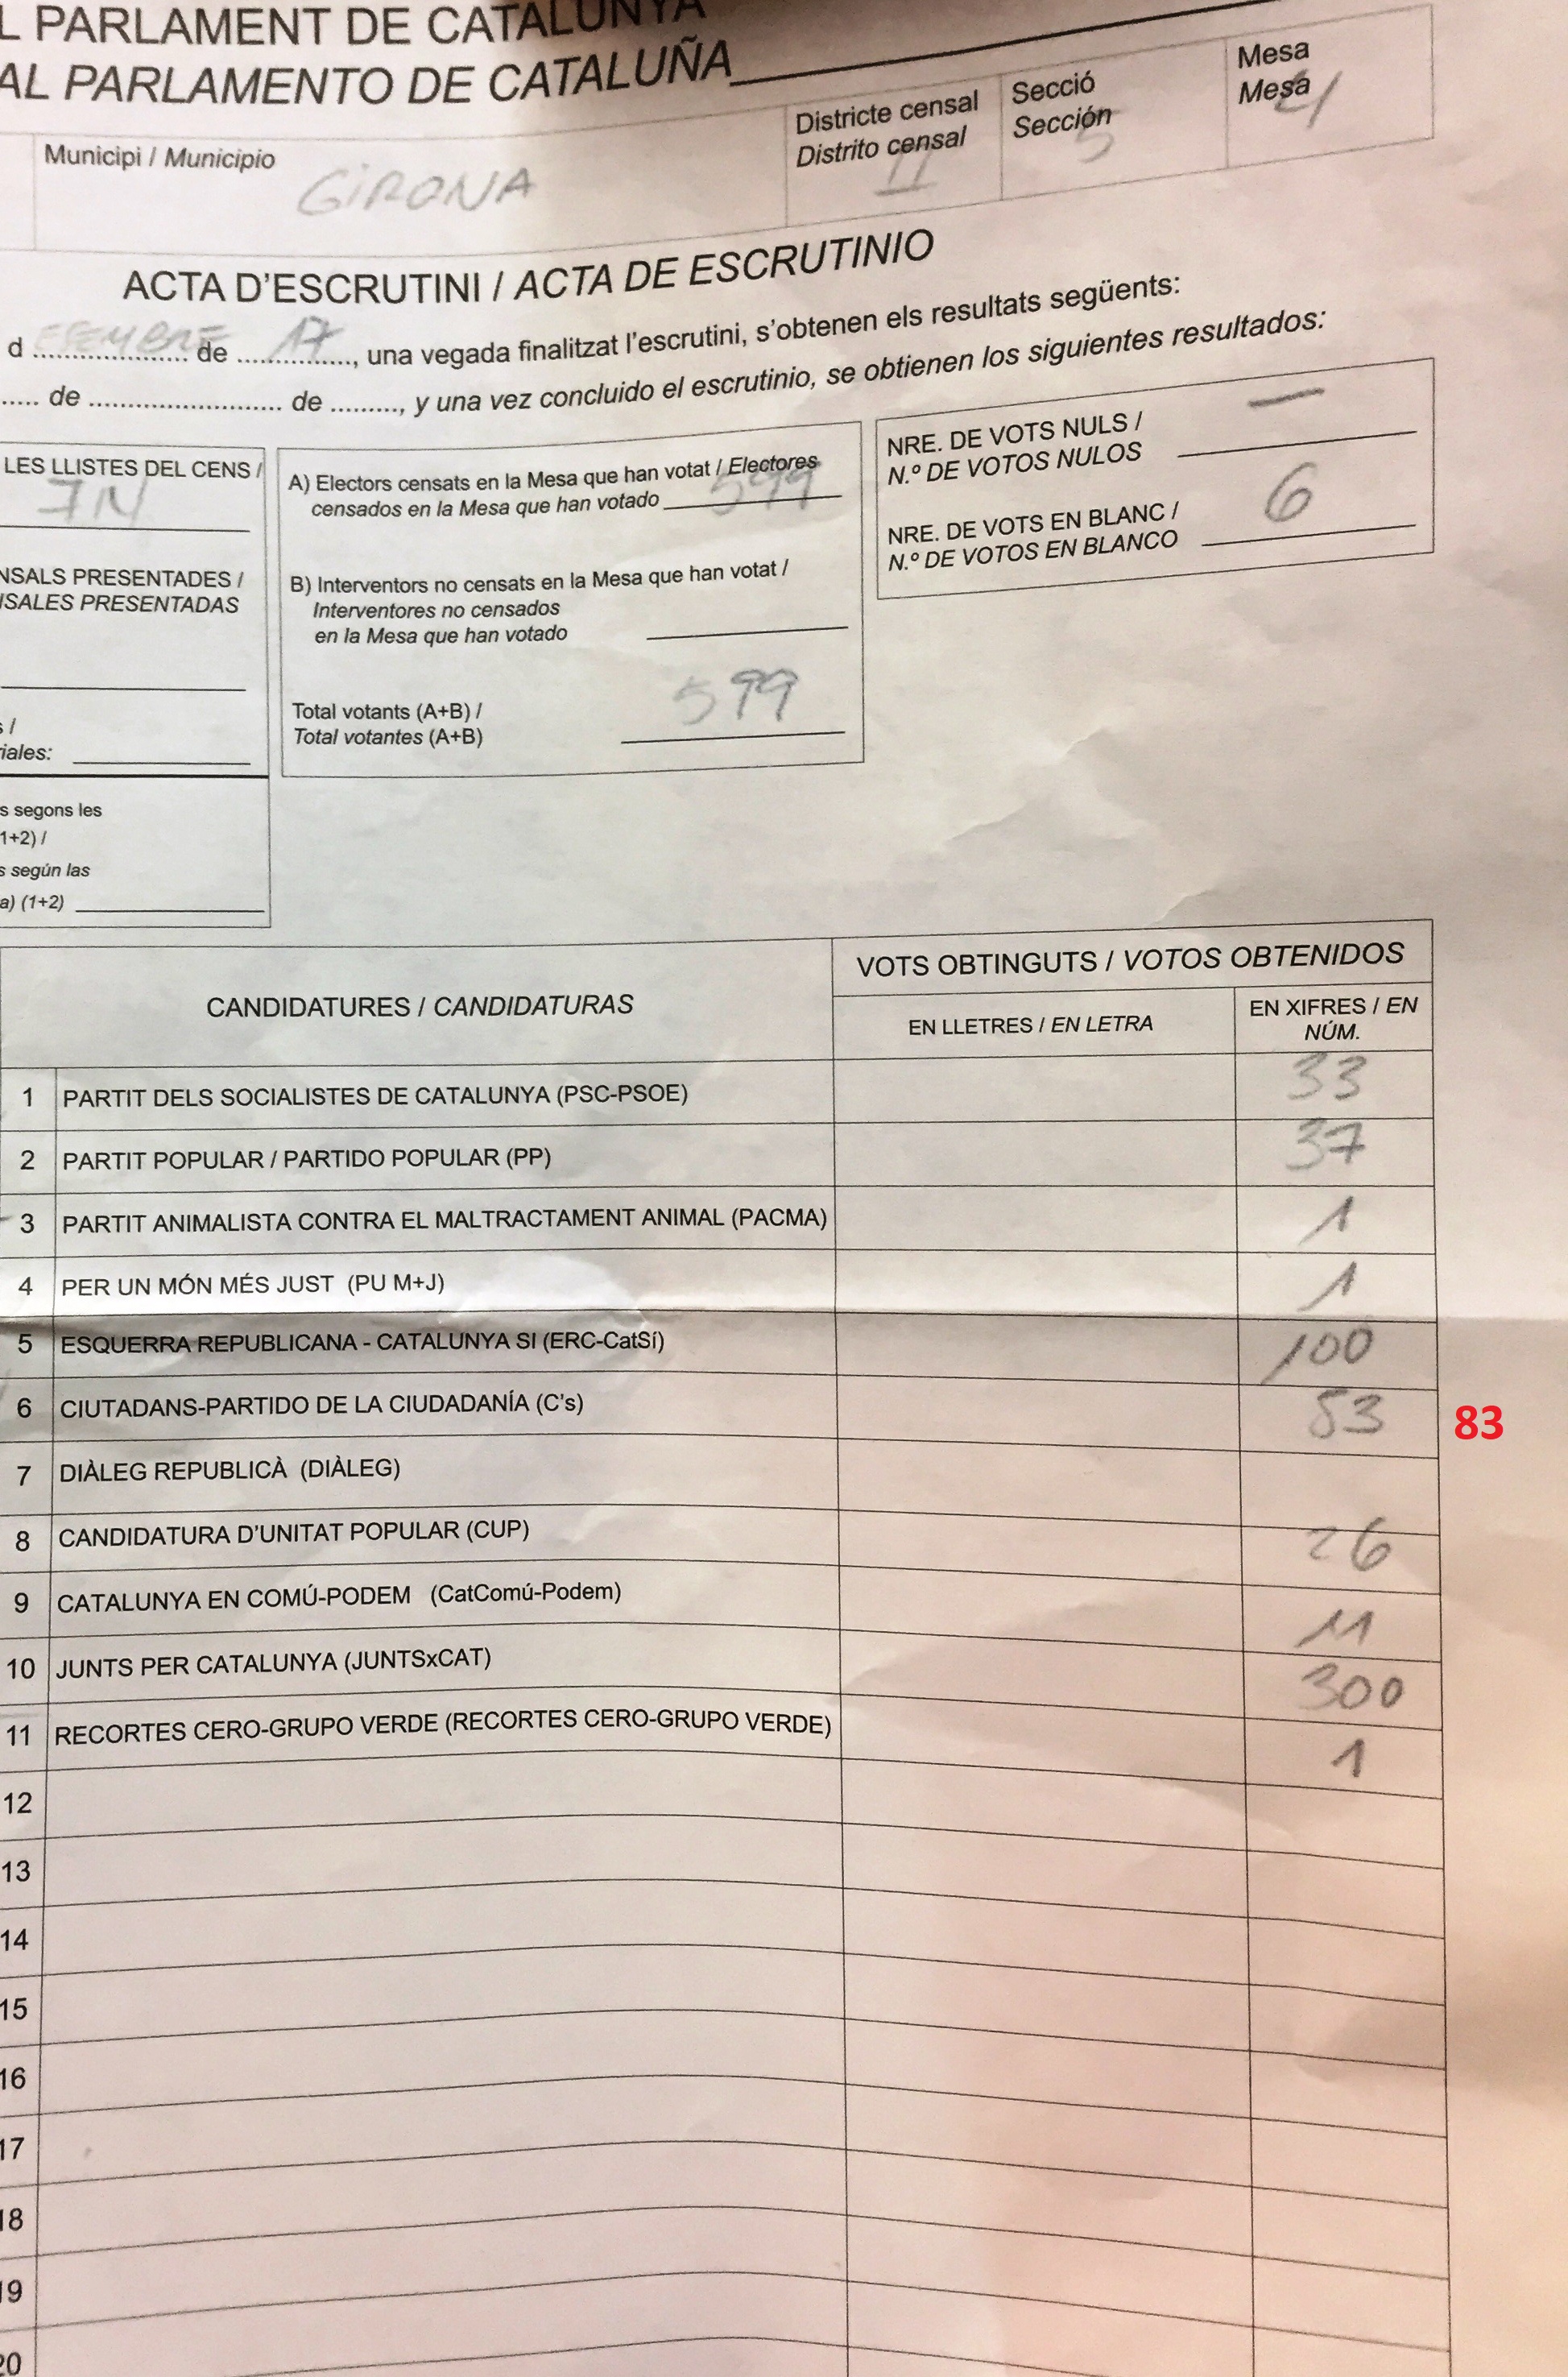 L PARLAMENT DE CATALUNYA
AL PARLAMENTO DE CATALUÑA
Municipi / Municipio
GIRONA
Districte censal
Distrito censal
II
Secció
Sección
5
Mesa
Mesa
ACTA D'ESCRUTINI / ACTA DE ESCRUTINIO
d ........ de 17, una vegada finalitzat l'escrutini, s'obtenen els resultats següents:
..... de .......................... de ........., y una vez concluido el escrutinio, se obtienen los siguientes resultados:
LES LLISTES DEL CENS /
NSALS PRESENTADES /
SALES PRESENTADAS
s /
riales:
s segons les
1+2) /
s según las
a) (1+2)
A) Electors censats en la Mesa que han votat / Electores
censados en la Mesa que han votado 599
B) Interventors no censats en la Mesa que han votat /
Interventores no censados
en la Mesa que han votado
Total votants (A+B) /
Total votantes (A+B)
599
NRE. DE VOTS NULS /
N.º DE VOTOS NULOS —
NRE. DE VOTS EN BLANC /
N.º DE VOTOS EN BLANCO 6
CANDIDATURES / CANDIDATURAS
VOTS OBTINGUTS / VOTOS OBTENIDOS
EN LLETRES / EN LETRA
EN XIFRES / EN
NÚM.
1 PARTIT DELS SOCIALISTES DE CATALUNYA (PSC-PSOE) 33
2 PARTIT POPULAR / PARTIDO POPULAR (PP) 37
3 PARTIT ANIMALISTA CONTRA EL MALTRACTAMENT ANIMAL (PACMA) 1
4 PER UN MÓN MÉS JUST (PU M+J) 1
5 ESQUERRA REPUBLICANA - CATALUNYA SI (ERC-CatSí) 100
6 CIUTADANS-PARTIDO DE LA CIUDADANÍA (C's) 83 83
7 DIÀLEG REPUBLICÀ (DIÀLEG)
8 CANDIDATURA D'UNITAT POPULAR (CUP) 26
9 CATALUNYA EN COMÚ-PODEM (CatComú-Podem) 11
10 JUNTS PER CATALUNYA (JUNTSxCAT) 300
11 RECORTES CERO-GRUPO VERDE (RECORTES CERO-GRUPO VERDE) 1
12
13
14
15
16
17
18
19
20